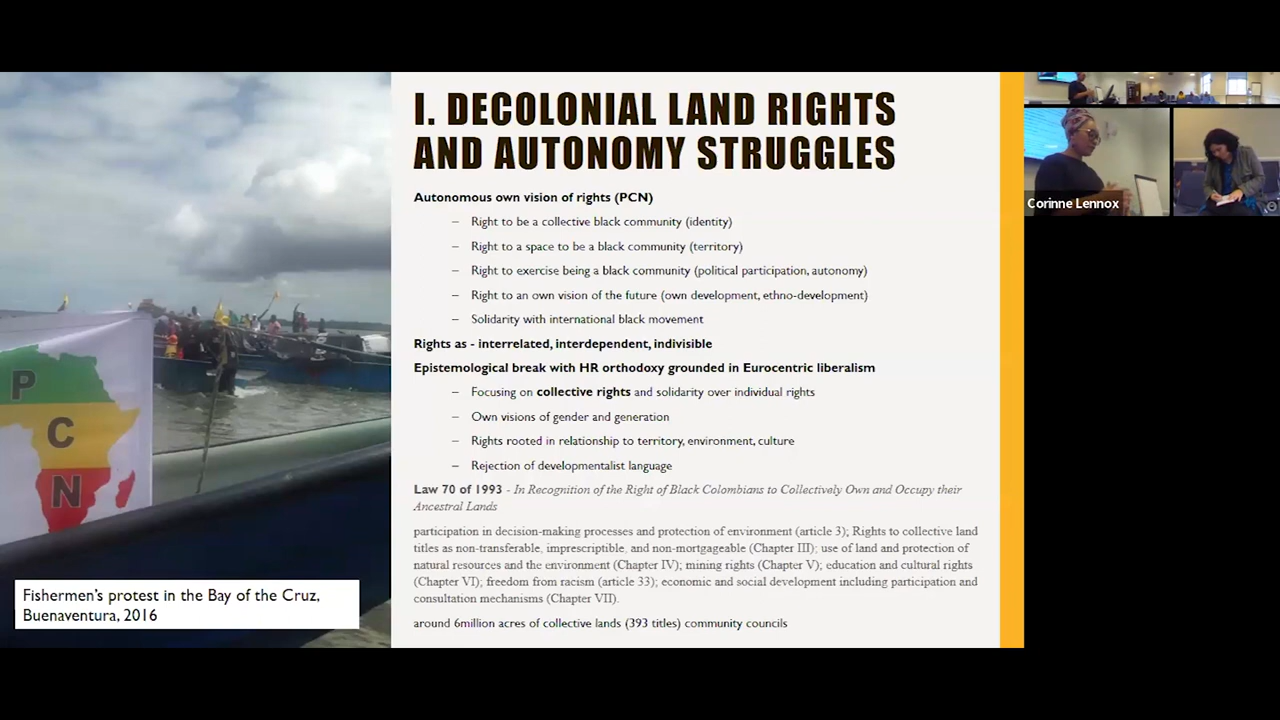 I. DECOLONIAL LAND RIGHTS
AND AUTONOMY STRUGGLES
Autonomous own vision of rights (PCN)
– Right to be a collective black community (identity)
– Right to a space to be a black community (territory)
– Right to exercise being a black community (political participation, autonomy)
– Right to an own vision of the future (own development, ethno-development)
– Solidarity with international black movement
Rights as - interrelated, interdependent, indivisible
Epistemological break with HR orthodoxy grounded in Eurocentric liberalism
– Focusing on collective rights and solidarity over individual rights
– Own visions of gender and generation
– Rights rooted in relationship to territory, environment, culture
– Rejection of developmentalist language
Law 70 of 1993 - In Recognition of the Right of Black Colombians to Collectively Own and Occupy their
Ancestral Lands
participation in decision-making processes and protection of environment (article 3); Rights to collective land
titles as non-transferable, imprescriptible, and non-mortgageable (Chapter III); use of land and protection of
natural resources and the environment (Chapter IV); mining rights (Chapter V); education and cultural rights
(Chapter VI); freedom from racism (article 33); economic and social development including participation and
consultation mechanisms (Chapter VII).
around 6million acres of collective lands (393 titles) community councils
P
C
N
Fishermen's protest in the Bay of the Cruz,
Buenaventura, 2016
Corinne Lennox